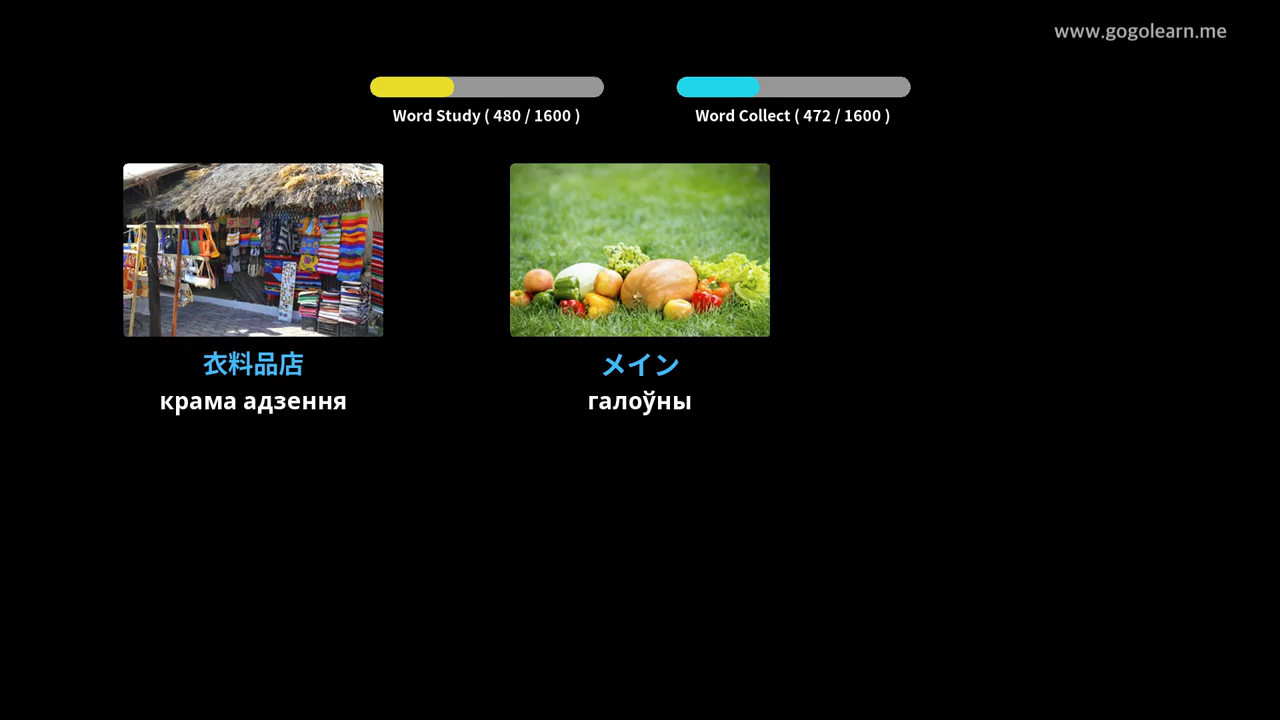 www.gogolearn.me
Word Study ( 480 / 1600 )
Word Collect ( 472 / 1600 )
衣料品店
крама адзення
メイン
галоўны